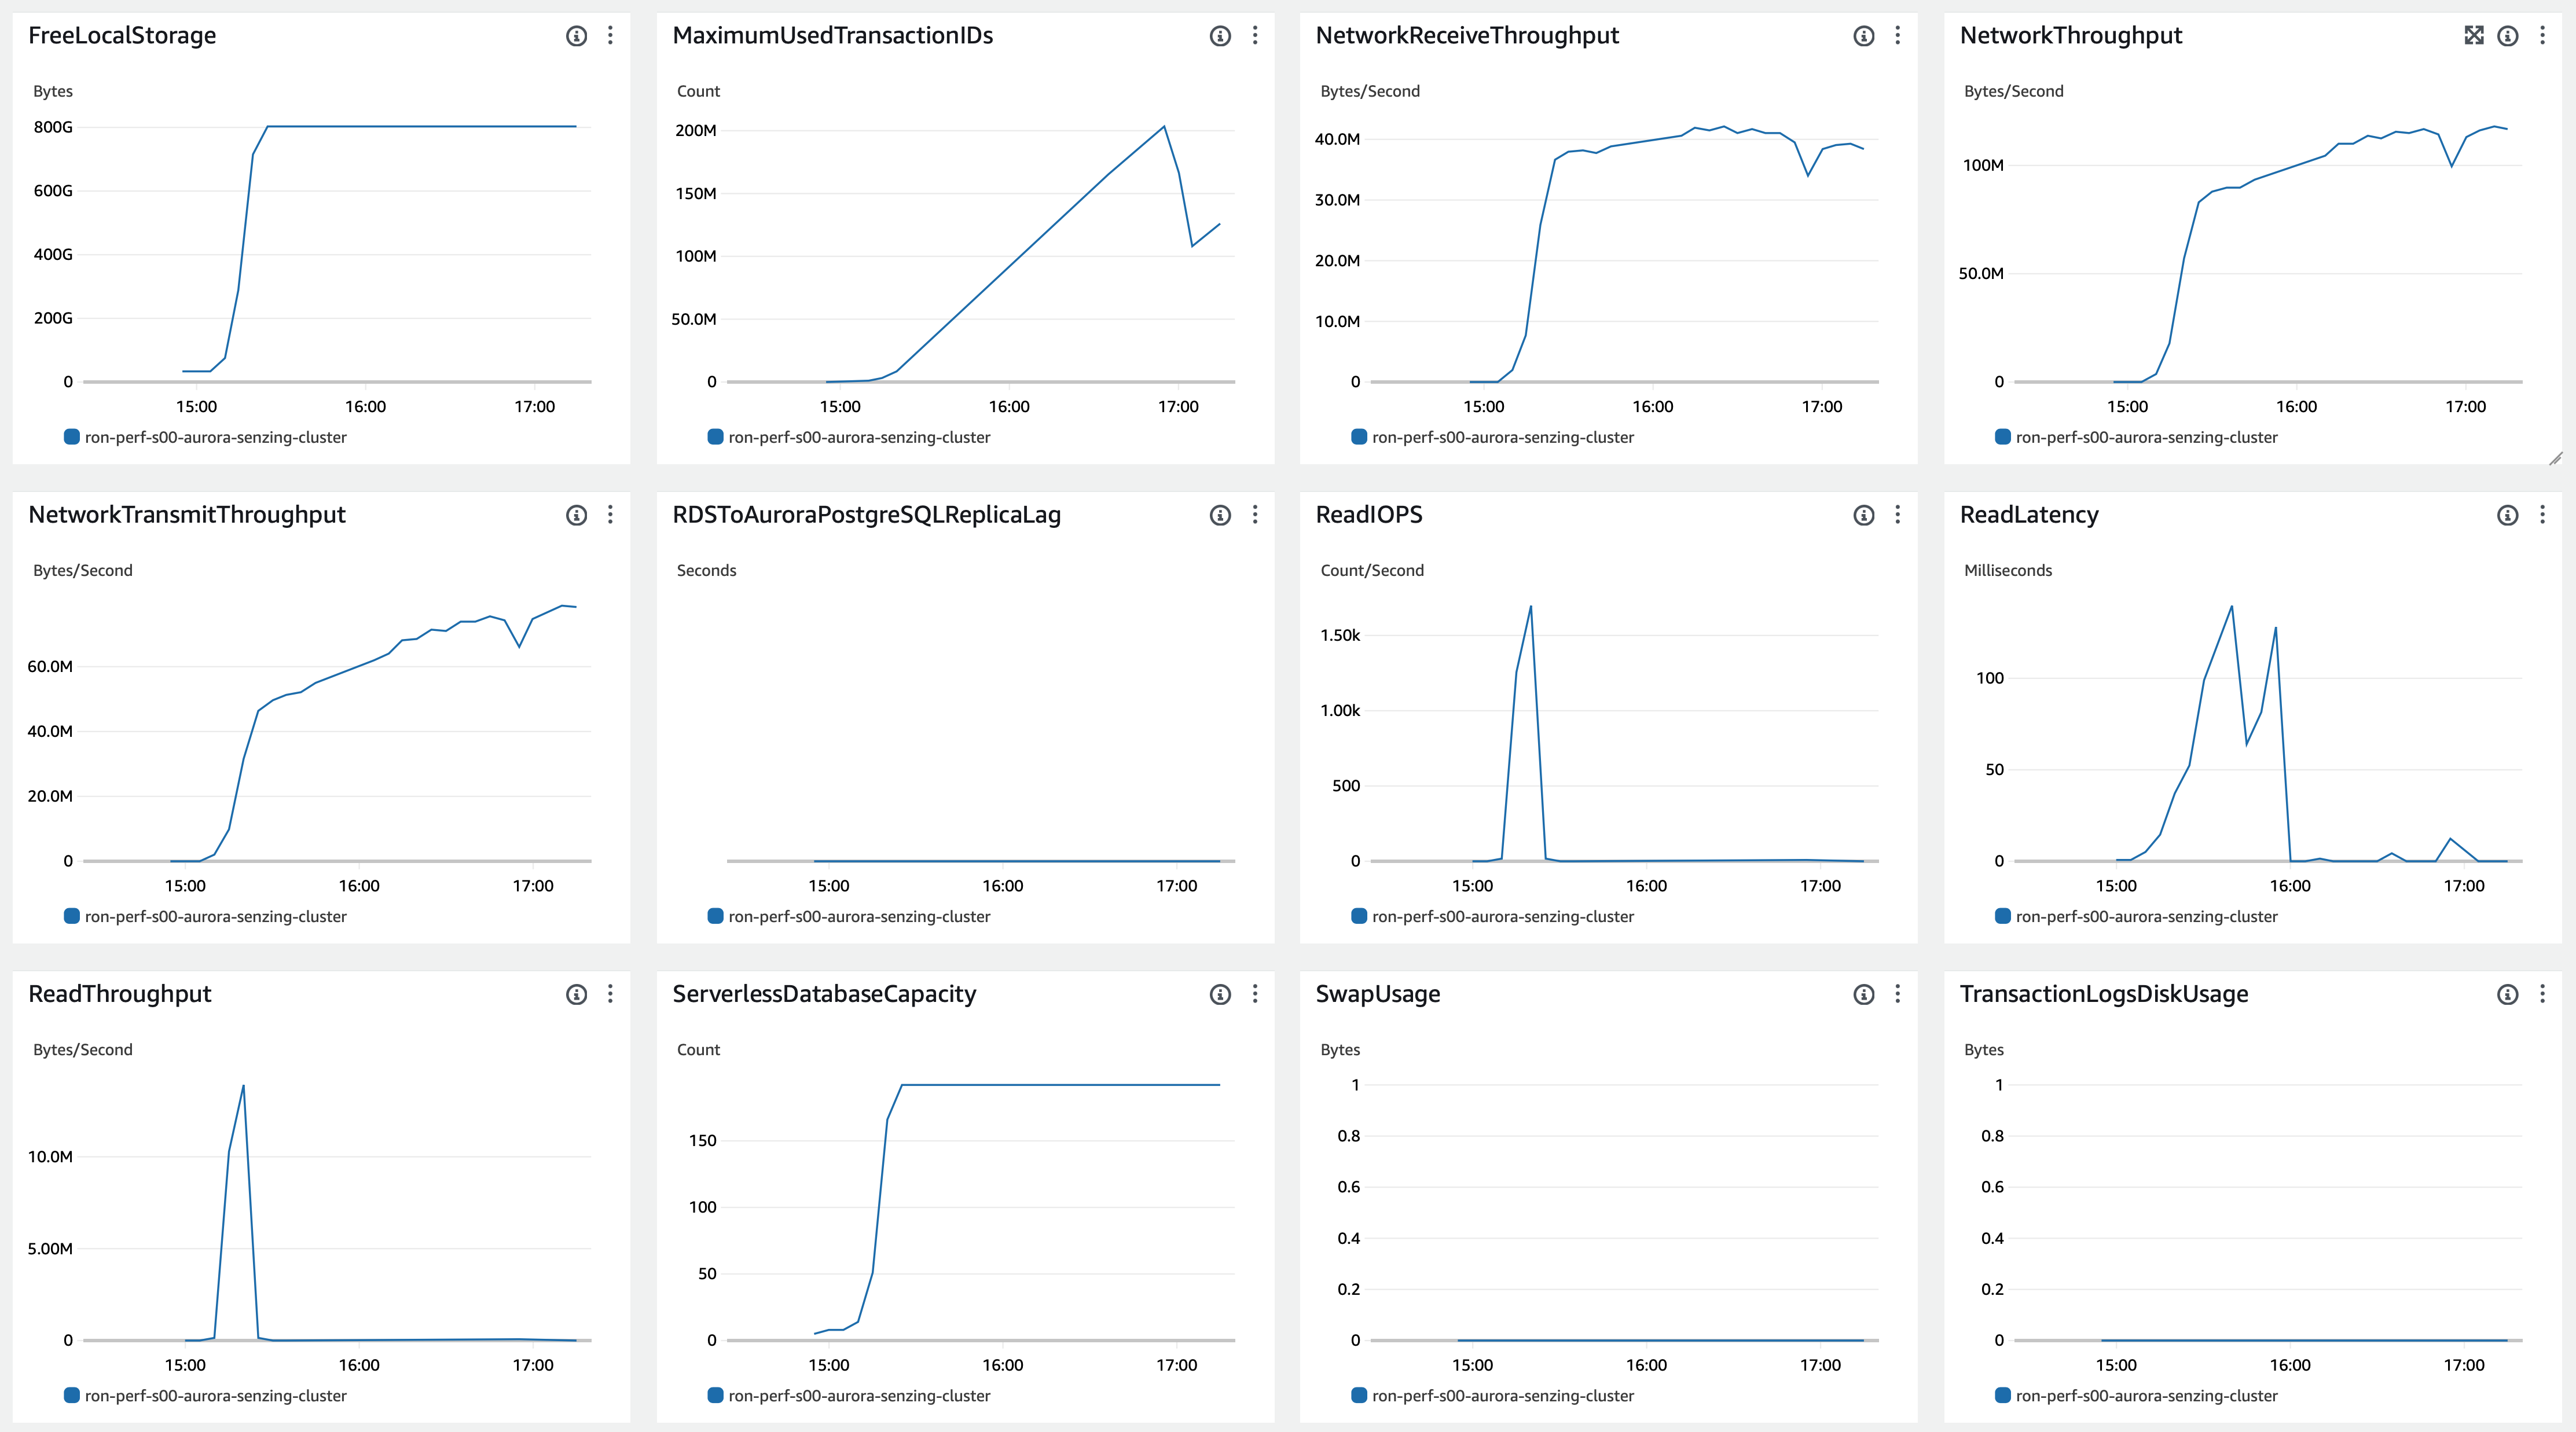 FreeLocalStorage
Bytes
800G
600G
400G
200G
0
15:00 16:00 17:00
ron-perf-s00-aurora-senzing-cluster
MaximumUsedTransactionIDs
Count
200M
150M
100M
50.0M
0
15:00 16:00 17:00
ron-perf-s00-aurora-senzing-cluster
NetworkReceiveThroughput
Bytes/Second
40.0M
30.0M
20.0M
10.0M
0
15:00 16:00 17:00
ron-perf-s00-aurora-senzing-cluster
NetworkThroughput
Bytes/Second
100M
50.0M
0
15:00 16:00 17:00
ron-perf-s00-aurora-senzing-cluster
NetworkTransmitThroughput
Bytes/Second
60.0M
40.0M
20.0M
0
15:00 16:00 17:00
ron-perf-s00-aurora-senzing-cluster
RDSToAuroraPostgreSQLReplicaLag
Seconds
15:00 16:00 17:00
ron-perf-s00-aurora-senzing-cluster
ReadIOPS
Count/Second
1.50k
1.00k
500
0
15:00 16:00 17:00
ron-perf-s00-aurora-senzing-cluster
ReadLatency
Milliseconds
100
50
0
15:00 16:00 17:00
ron-perf-s00-aurora-senzing-cluster
ReadThroughput
Bytes/Second
10.0M
5.00M
0
15:00 16:00 17:00
ron-perf-s00-aurora-senzing-cluster
ServerlessDatabaseCapacity
Count
150
100
50
0
15:00 16:00 17:00
ron-perf-s00-aurora-senzing-cluster
SwapUsage
Bytes
1
0.8
0.6
0.4
0.2
0
15:00 16:00 17:00
ron-perf-s00-aurora-senzing-cluster
TransactionLogsDiskUsage
Bytes
1
0.8
0.6
0.4
0.2
0
15:00 16:00 17:00
ron-perf-s00-aurora-senzing-cluster